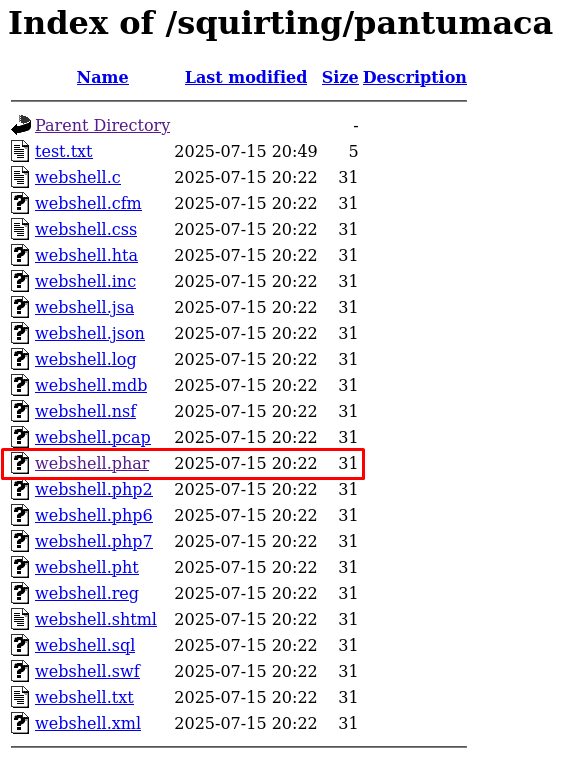 Index of /squirting/pantumaca
Name Last modified Size Description
Parent Directory -
test.txt 2025-07-15 20:49 5
webshell.c 2025-07-15 20:22 31
webshell.cfm 2025-07-15 20:22 31
webshell.css 2025-07-15 20:22 31
webshell.hta 2025-07-15 20:22 31
webshell.inc 2025-07-15 20:22 31
webshell.jsa 2025-07-15 20:22 31
webshell.json 2025-07-15 20:22 31
webshell.log 2025-07-15 20:22 31
webshell.mdb 2025-07-15 20:22 31
webshell.nsf 2025-07-15 20:22 31
webshell.pcap 2025-07-15 20:22 31
webshell.phar 2025-07-15 20:22 31
webshell.php2 2025-07-15 20:22 31
webshell.php6 2025-07-15 20:22 31
webshell.php7 2025-07-15 20:22 31
webshell.pht 2025-07-15 20:22 31
webshell.reg 2025-07-15 20:22 31
webshell.shtml 2025-07-15 20:22 31
webshell.sql 2025-07-15 20:22 31
webshell.swf 2025-07-15 20:22 31
webshell.txt 2025-07-15 20:22 31
webshell.xml 2025-07-15 20:22 31